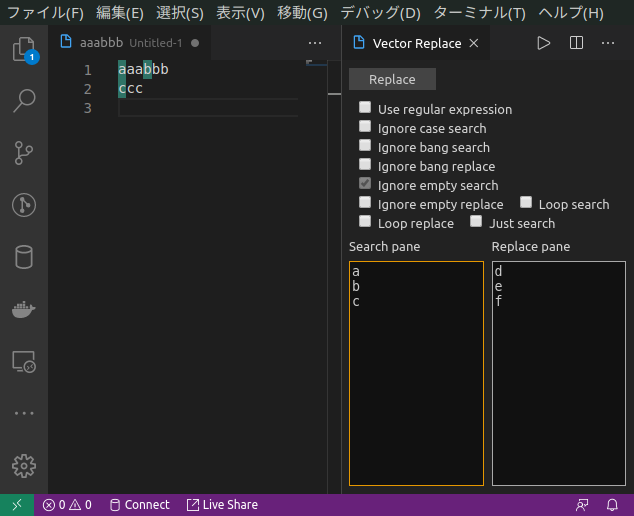 ファイル(F) 編集(E) 選択(S) 表示(V) 移動(G) デバッグ(D) ターミナル(T) ヘルプ(H)
aaabbb Untitled-1 Vector Replace
1 aaabbb
2 ccc
3
Replace
Use regular expression
Ignore case search
Ignore bang search
Ignore bang replace
Ignore empty search
Ignore empty replace Loop search
Loop replace Just search
Search pane Replace pane
a d
b e
c f
1
0 0 Connect Live Share